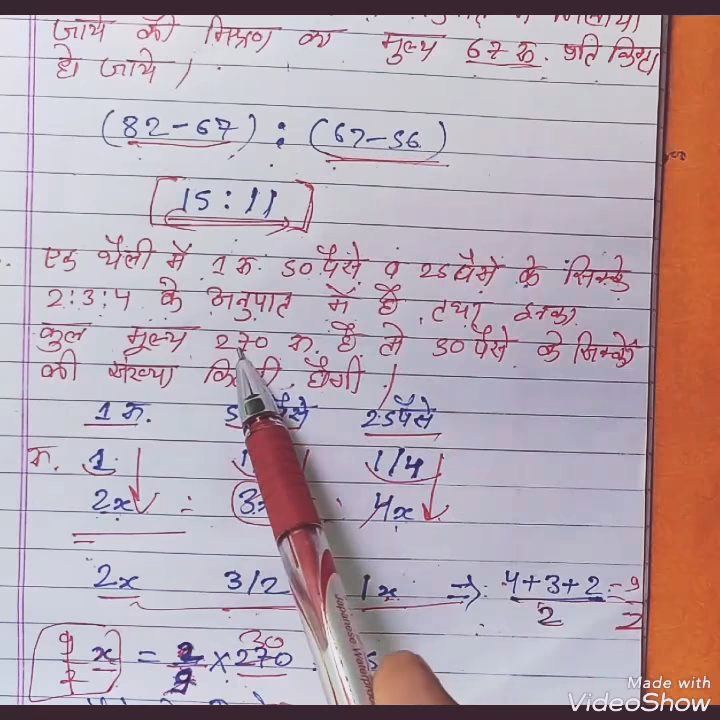 जाये की मिश्रण का मुल्य 67 रु. प्रति किग्रा
हो जाये।
(82-67) : (67-56)
15 : 11
एक थैली में 1 रु. 50 पैसे व 25 पैसे के सिक्के
2:3:4 के अनुपात में है तथा इनका
कुल मूल्य 270 रु. है तो 50 पैसे के सिक्कों
की संख्या होगी।
1 रु. 25 पैसे
रु. 1 1/4
2x : 4x
2x 3/2 1x ⇒ 4+3+2/2 = 9/2
x = 2/9 × 270
30
Made with
VideoShow